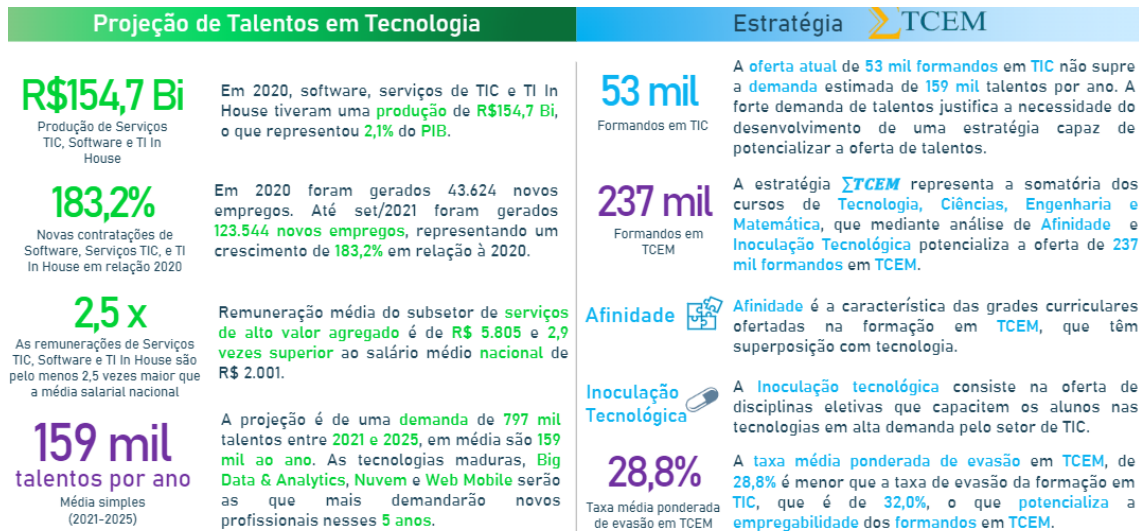 Projeção de Talentos em Tecnologia
R$154,7 Bi
Produção de Serviços
TIC, Software e TI In
House
Em 2020, software, serviços de TIC e TI In
House tiveram uma produção de R$154,7 Bi,
o que representou 2,1% do PIB.
183,2%
Novas contratações de
Software, Serviços TIC, e TI
In House em relação 2020
Em 2020 foram gerados 43.624 novos
empregos. Até set/2021 foram gerados
123.544 novos empregos, representando um
crescimento de 183,2% em relação à 2020.
2,5 x
As remunerações de Serviços
TIC, Software e TI In House são
pelo menos 2,5 vezes maior que
a média salarial nacional
Remuneração média do subsetor de serviços
de alto valor agregado é de R$ 5.805 e 2,9
vezes superior ao salário médio nacional de
R$ 2.001.
159 mil
talentos por ano
Média simples
(2021-2025)
A projeção é de uma demanda de 797 mil
talentos entre 2021 e 2025, em média são 159
mil ao ano. As tecnologias maduras, Big
Data & Analytics, Nuvem e Web Mobile serão
as que mais demandarão novos
profissionais nesses 5 anos.
Estratégia ∑TCEM
53 mil
Formandos em TIC
A oferta atual de 53 mil formandos em TIC não supre
a demanda estimada de 159 mil talentos por ano. A
forte demanda de talentos justifica a necessidade do
desenvolvimento de uma estratégia capaz de
potencializar a oferta de talentos.
237 mil
Formandos em
TCEM
A estratégia ∑TCEM representa a somatória dos
cursos de Tecnologia, Ciências, Engenharia e
Matemática, que mediante análise de Afinidade e
Inoculação Tecnológica potencializa a oferta de 237
mil formandos em TCEM.
Afinidade
Afinidade é a característica das grades curriculares
ofertadas na formação em TCEM, que têm
superposição com tecnologia.
Inoculação
Tecnológica
A Inoculação tecnológica consiste na oferta de
disciplinas eletivas que capacitem os alunos nas
tecnologias em alta demanda pelo setor de TIC.
28,8%
Taxa média ponderada
de evasão em TCEM
A taxa média ponderada de evasão em TCEM, de
28,8% é menor que a taxa de evasão da formação em
TIC, que é de 32,0%, o que potencializa a
empregabilidade dos formandos em TCEM.